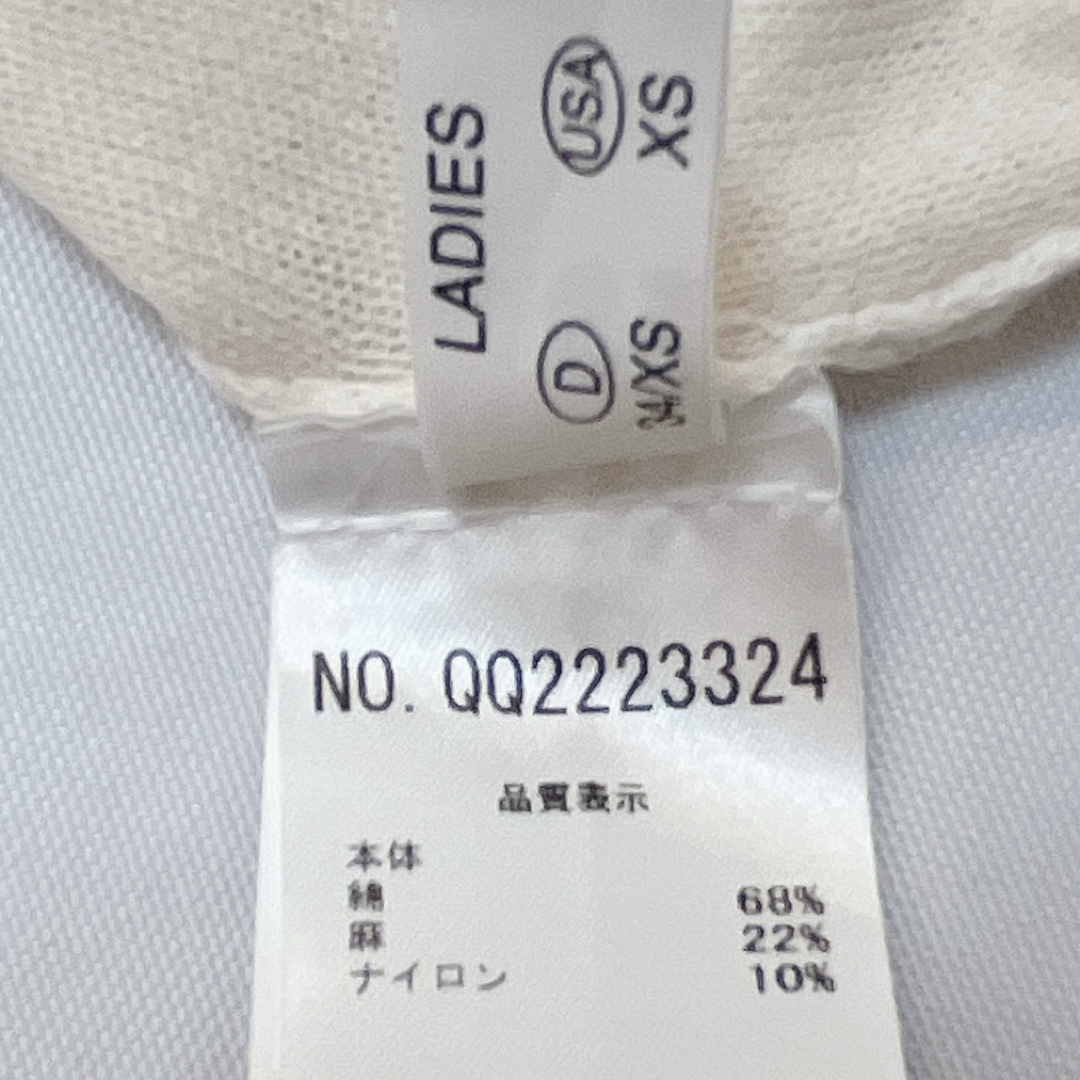 LADIES
D USA
34/XS XS
NO. QQ2223324
品質表示
本体
綿 68%
麻 22%
ナイロン 10%